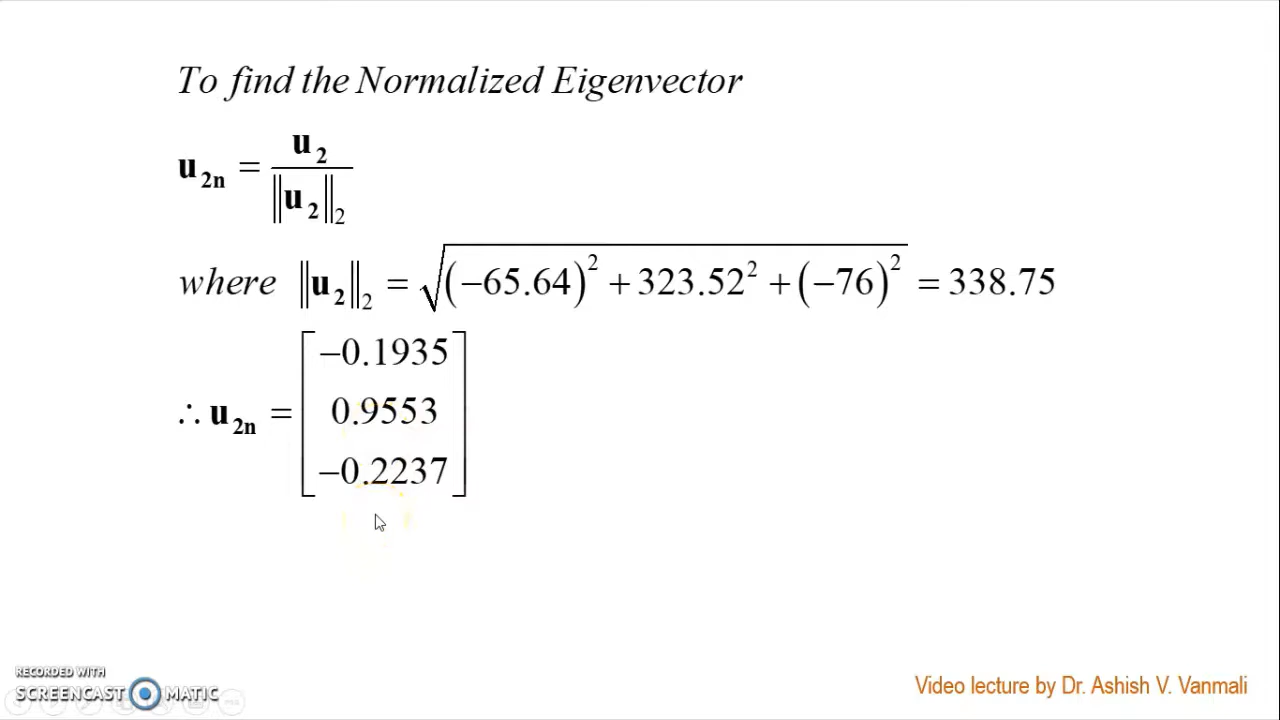 To find the Normalized Eigenvector
u₂ₙ = u₂ / ‖u₂‖₂
where ‖u₂‖₂ = √((−65.64)² + 323.52² + (−76)²) = 338.75
∴ u₂ₙ = [−0.1935
0.9553
−0.2237]
RECORDED WITH
SCREENCAST MATIC
Video lecture by Dr. Ashish V. Vanmali